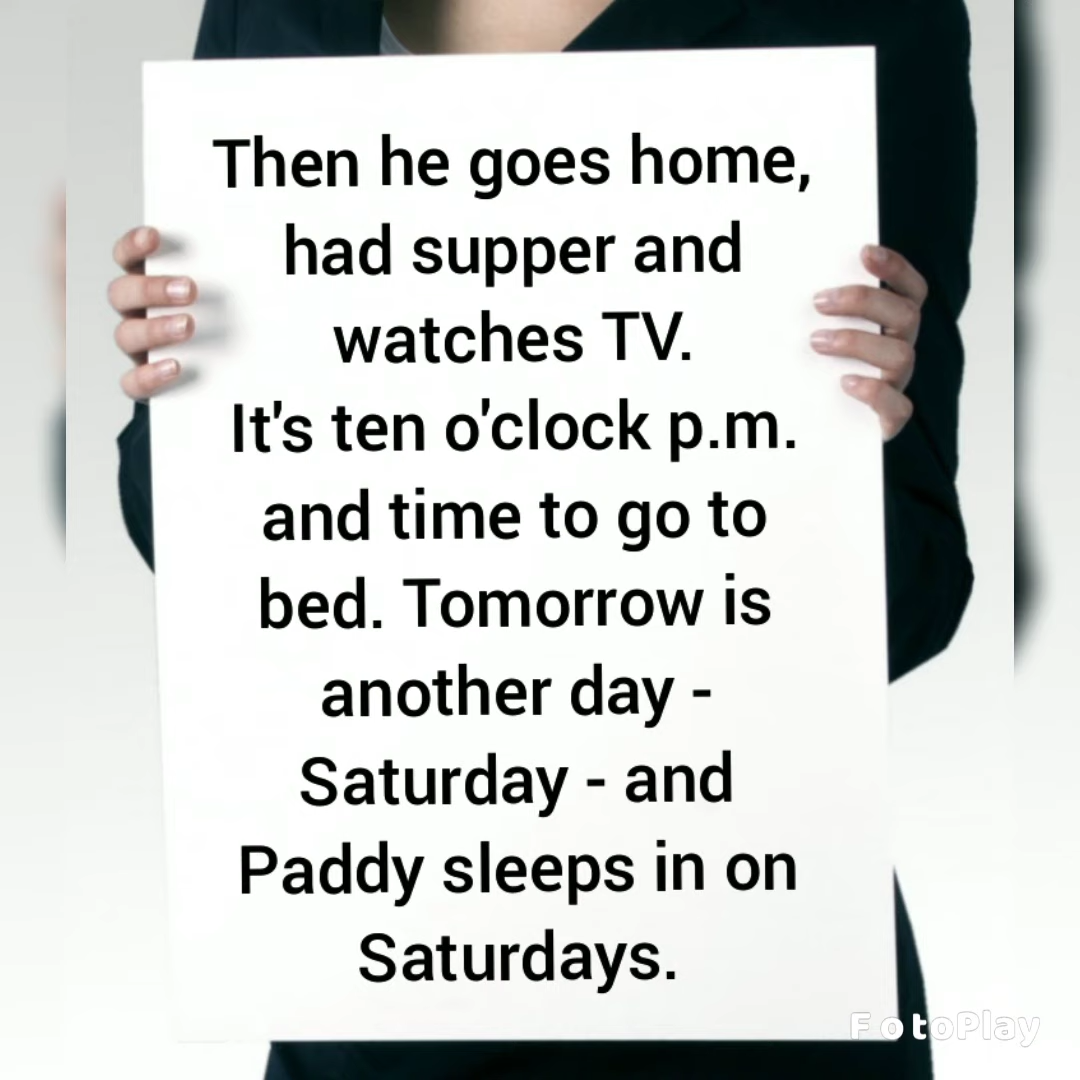 Then he goes home,
had supper and
watches TV.
It's ten o'clock p.m.
and time to go to
bed. Tomorrow is
another day -
Saturday - and
Paddy sleeps in on
Saturdays.
FotoPlay